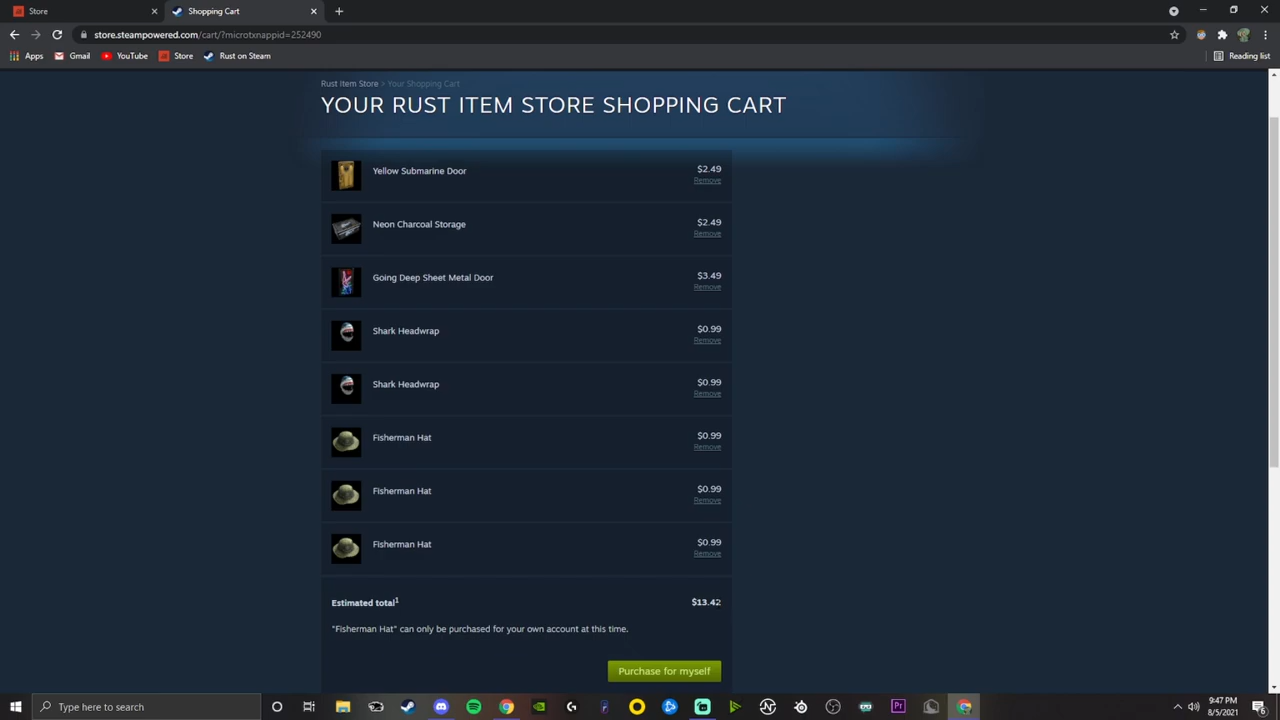 Store
Shopping Cart
store.steampowered.com/cart/?microtxnappid=252490
Apps
Gmail
YouTube
Store
Rust on Steam
Reading list
Rust Item Store > Your Shopping Cart
YOUR RUST ITEM STORE SHOPPING CART
Yellow Submarine Door
$2.49
Remove
Neon Charcoal Storage
$2.49
Remove
Going Deep Sheet Metal Door
$3.49
Remove
Shark Headwrap
$0.99
Remove
Shark Headwrap
$0.99
Remove
Fisherman Hat
$0.99
Remove
Fisherman Hat
$0.99
Remove
Fisherman Hat
$0.99
Remove
Estimated total1
$13.42
"Fisherman Hat" can only be purchased for your own account at this time.
Purchase for myself
Type here to search
Pr
9:47 PM
8/5/2021
6